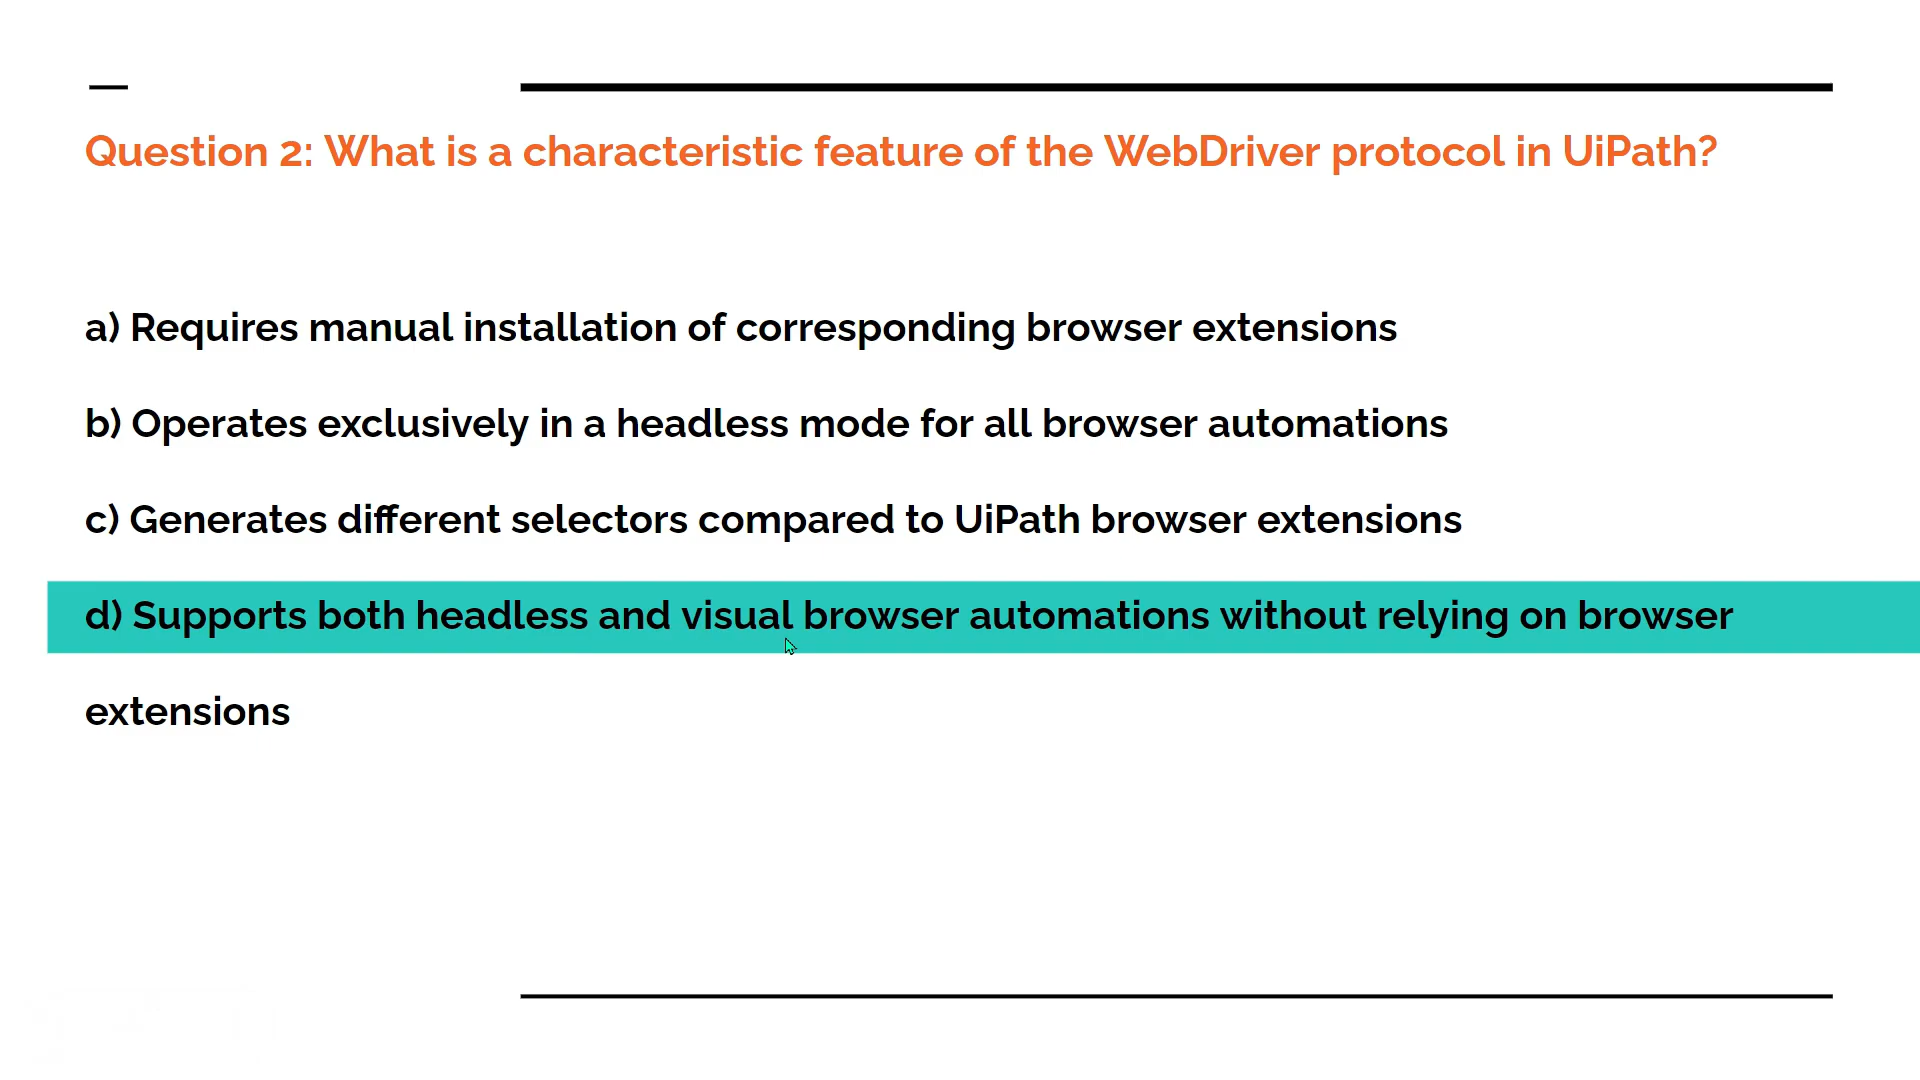 Question 2: What is a characteristic feature of the WebDriver protocol in UiPath?
a) Requires manual installation of corresponding browser extensions
b) Operates exclusively in a headless mode for all browser automations
c) Generates different selectors compared to UiPath browser extensions
d) Supports both headless and visual browser automations without relying on browser
extensions